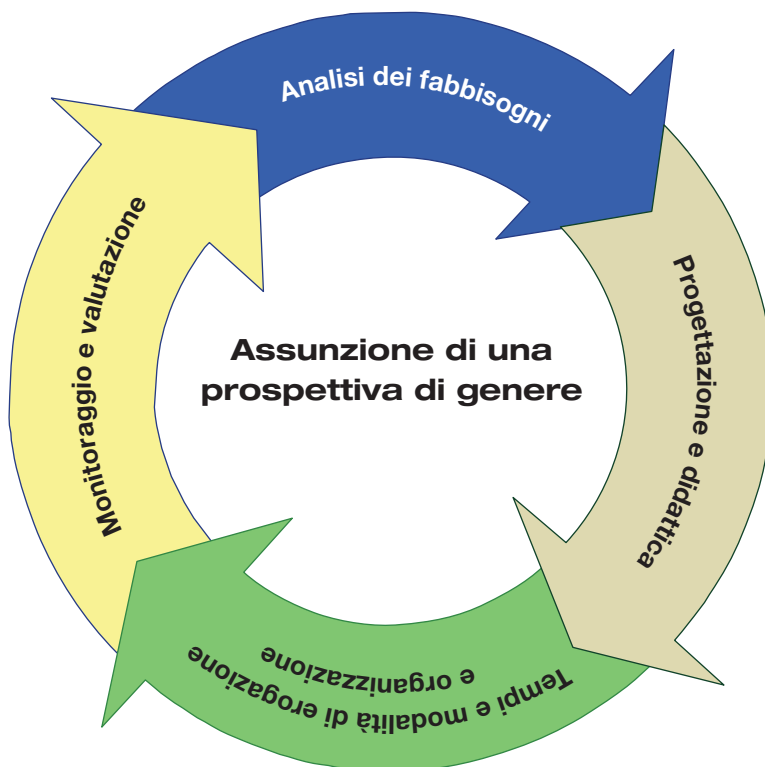 Analisi dei fabbisogni
Progettazione e didattica
Tempi e modalità di erogazione
e organizzazione
Monitoraggio e valutazione
Assunzione di una
prospettiva di genere